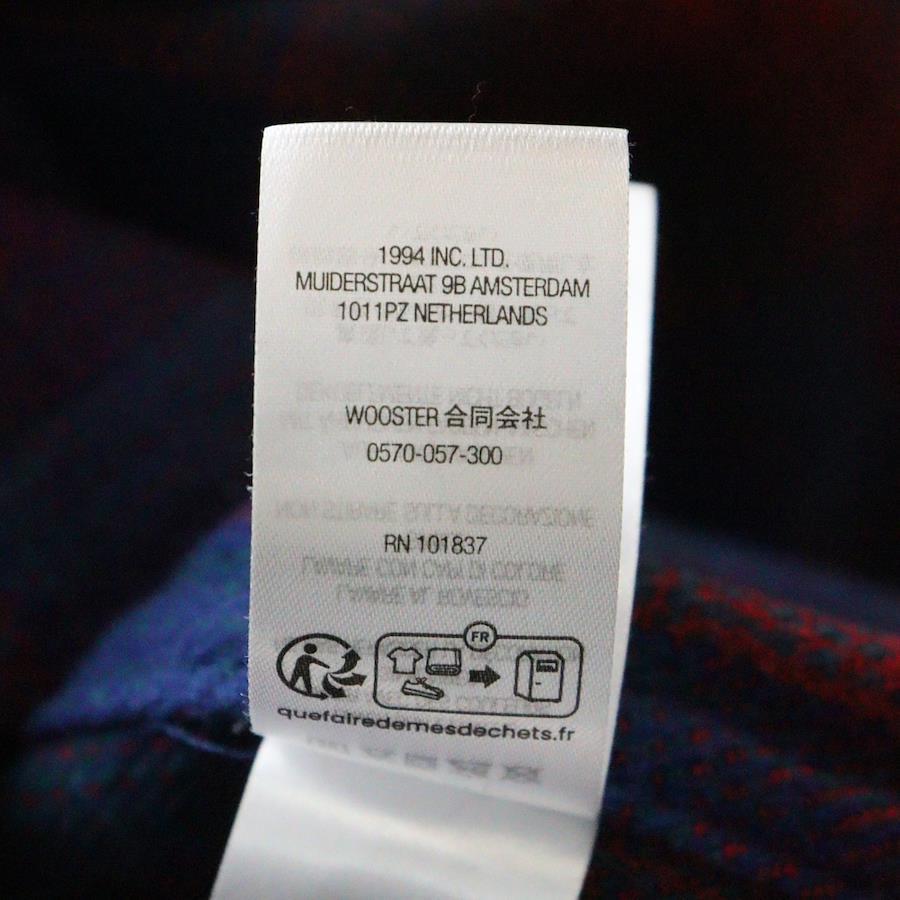 1994 INC. LTD.
MUIDERSTRAAT 9B AMSTERDAM
1011PZ NETHERLANDS
WOOSTER 合同会社
0570-057-300
RN 101837
FR
quefairedemesdechets.fr